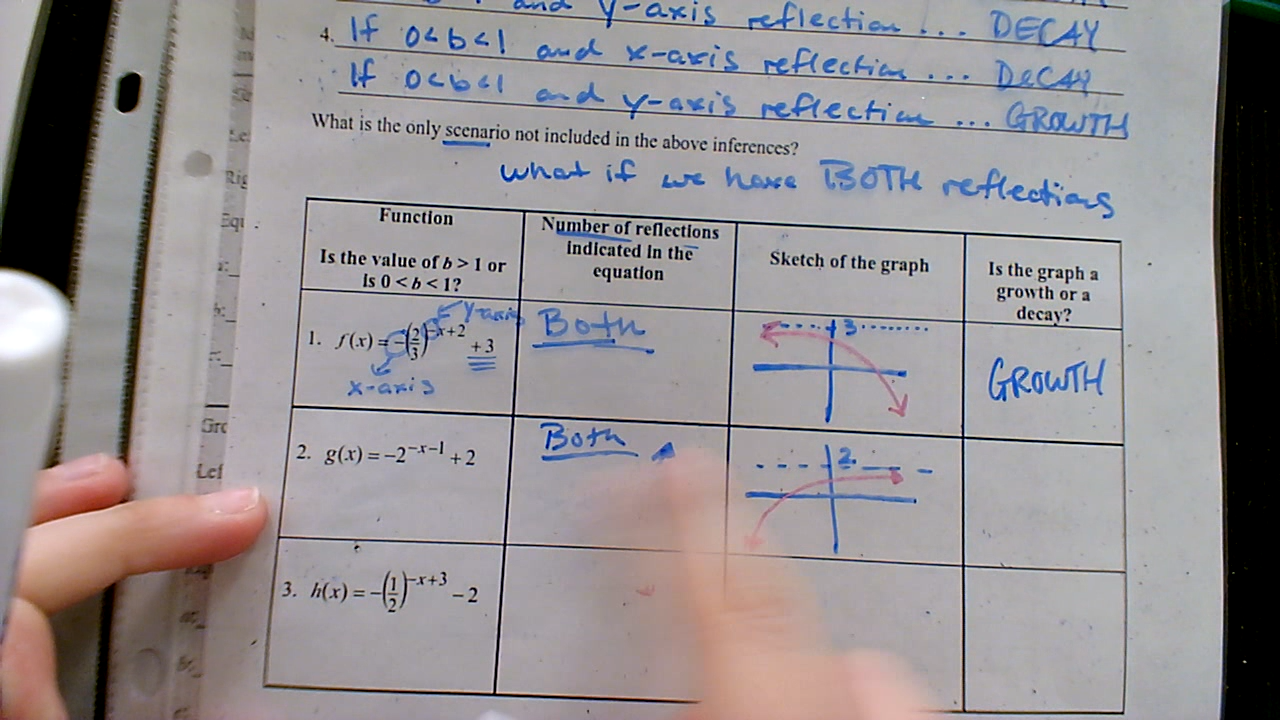 and y-axis reflection ... DECAY
4. If 0<b<1 and x-axis reflection ... DECAY
If 0<b<1 and y-axis reflection ... GROWTH
What is the only scenario not included in the above inferences?
what if we have BOTH reflections
Function
Is the value of b > 1 or
is 0 < b < 1?
Number of reflections
indicated in the
equation
Sketch of the graph
Is the graph a
growth or a
decay?
y-axis
1. f(x) = -(2/3)^(-x+2) + 3
x-axis
Both
3
GROWTH
2. g(x) = -2^(-x-1) + 2
Both
2
3. h(x) = -(1/2)^(-x+3) - 2